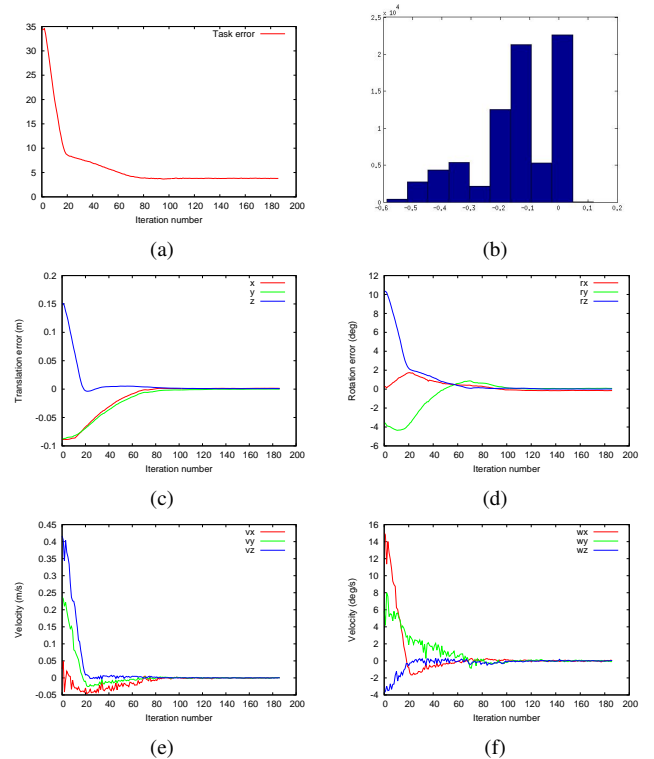 Task error
35
30
25
20
15
10
5
0
0 20 40 60 80 100 120 140 160 180 200
Iteration number
(a)
x 10⁴
2.5
2
1.5
1
0.5
0
-0.6 -0.5 -0.4 -0.3 -0.2 -0.1 0 0.1 0.2
(b)
x
y
z
0.2
0.15
0.1
0.05
0
-0.05
-0.1
Translation error (m)
0 20 40 60 80 100 120 140 160 180 200
Iteration number
(c)
rx
ry
rz
12
10
8
6
4
2
0
-2
-4
-6
Rotation error (deg)
0 20 40 60 80 100 120 140 160 180 200
Iteration number
(d)
vx
vy
vz
0.45
0.4
0.35
0.3
0.25
0.2
0.15
0.1
0.05
0
-0.05
Velocity (m/s)
0 20 40 60 80 100 120 140 160 180 200
Iteration number
(e)
wx
wy
wz
16
14
12
10
8
6
4
2
0
-2
-4
Velocity (deg/s)
0 20 40 60 80 100 120 140 160 180 200
Iteration number
(f)